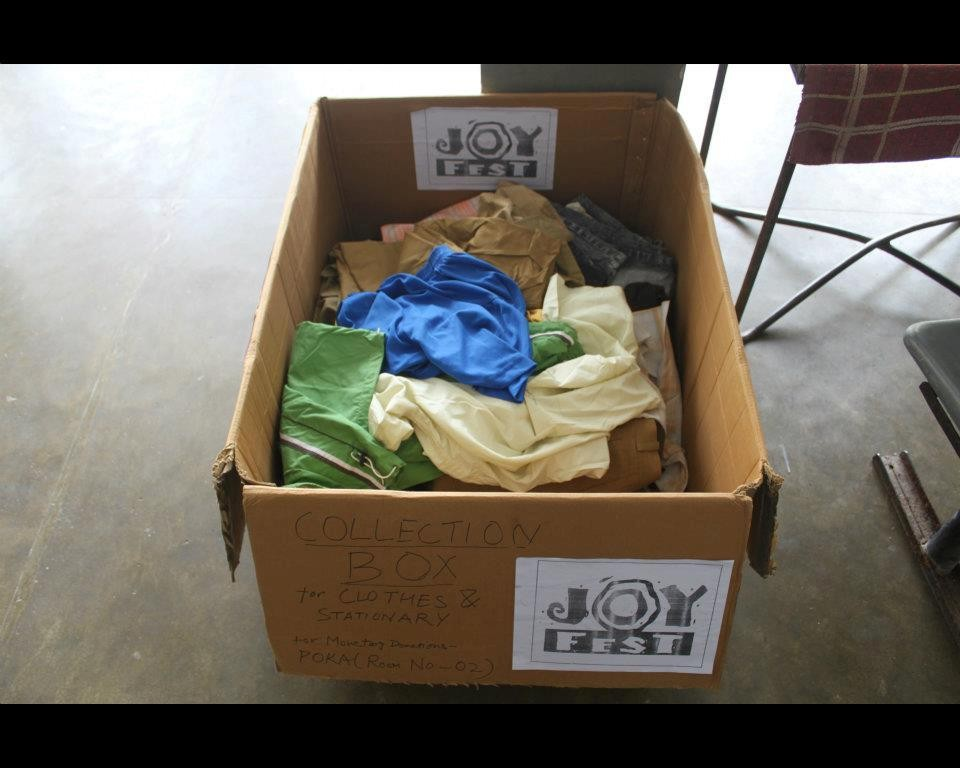 JOY
FEST
COLLECTION
BOX
for CLOTHES &
STATIONARY
for Monetary Donations-
POKA (Room No-02)
JOY
FEST